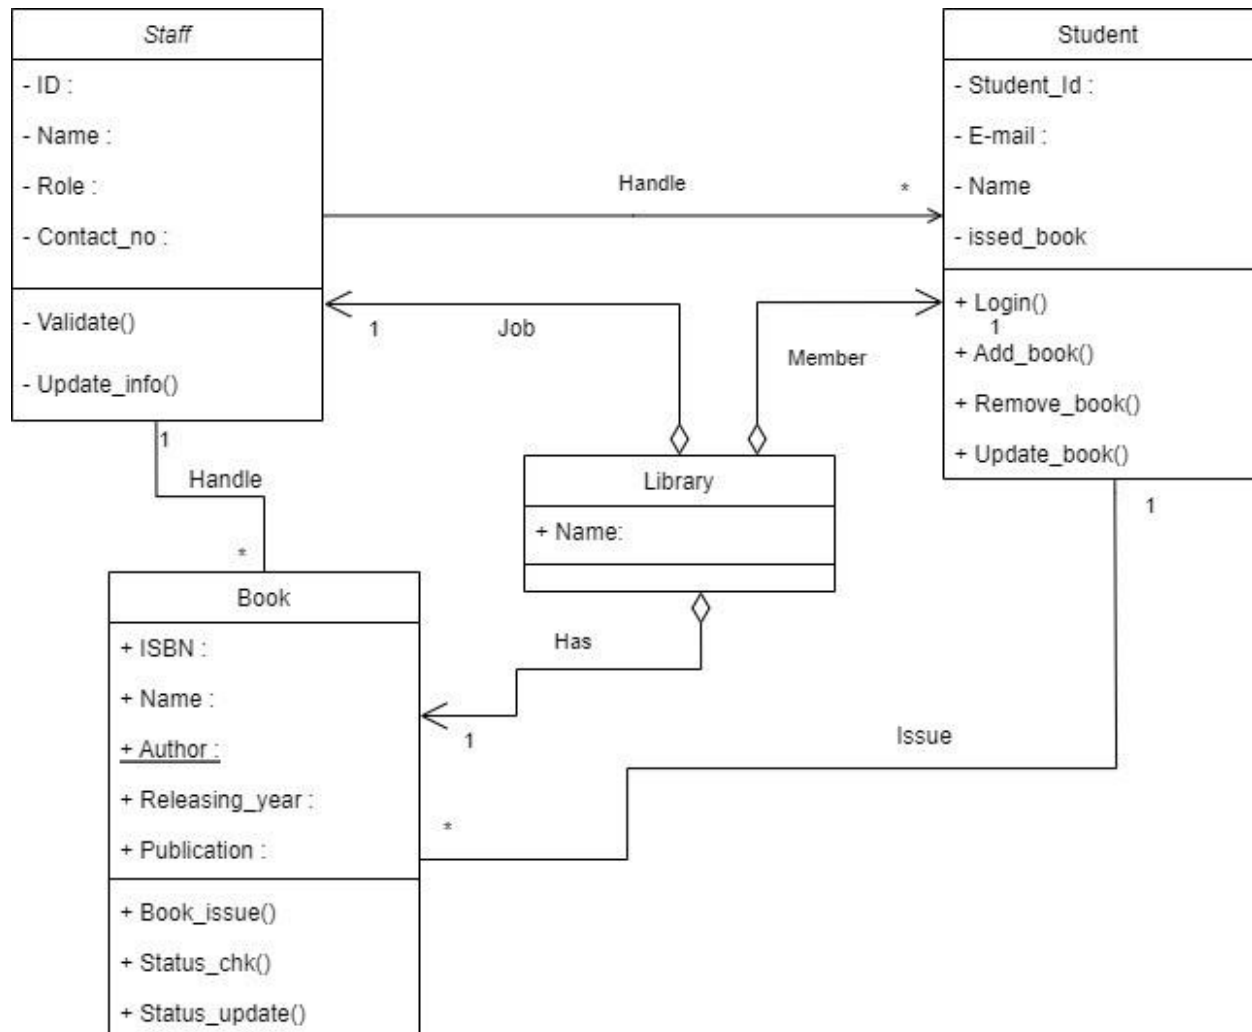 Staff
- ID :
- Name :
- Role :
- Contact_no :
- Validate()
- Update_info()
Student
- Student_Id :
- E-mail :
- Name
- issed_book
+ Login()
1
+ Add_book()
+ Remove_book()
+ Update_book()
Handle
*
1
Job
Member
1
Handle
*
1
Library
+ Name:
Book
+ ISBN :
+ Name :
+ Author :
+ Releasing_year :
+ Publication :
+ Book_issue()
+ Status_chk()
+ Status_update()
Has
1
Issue
*